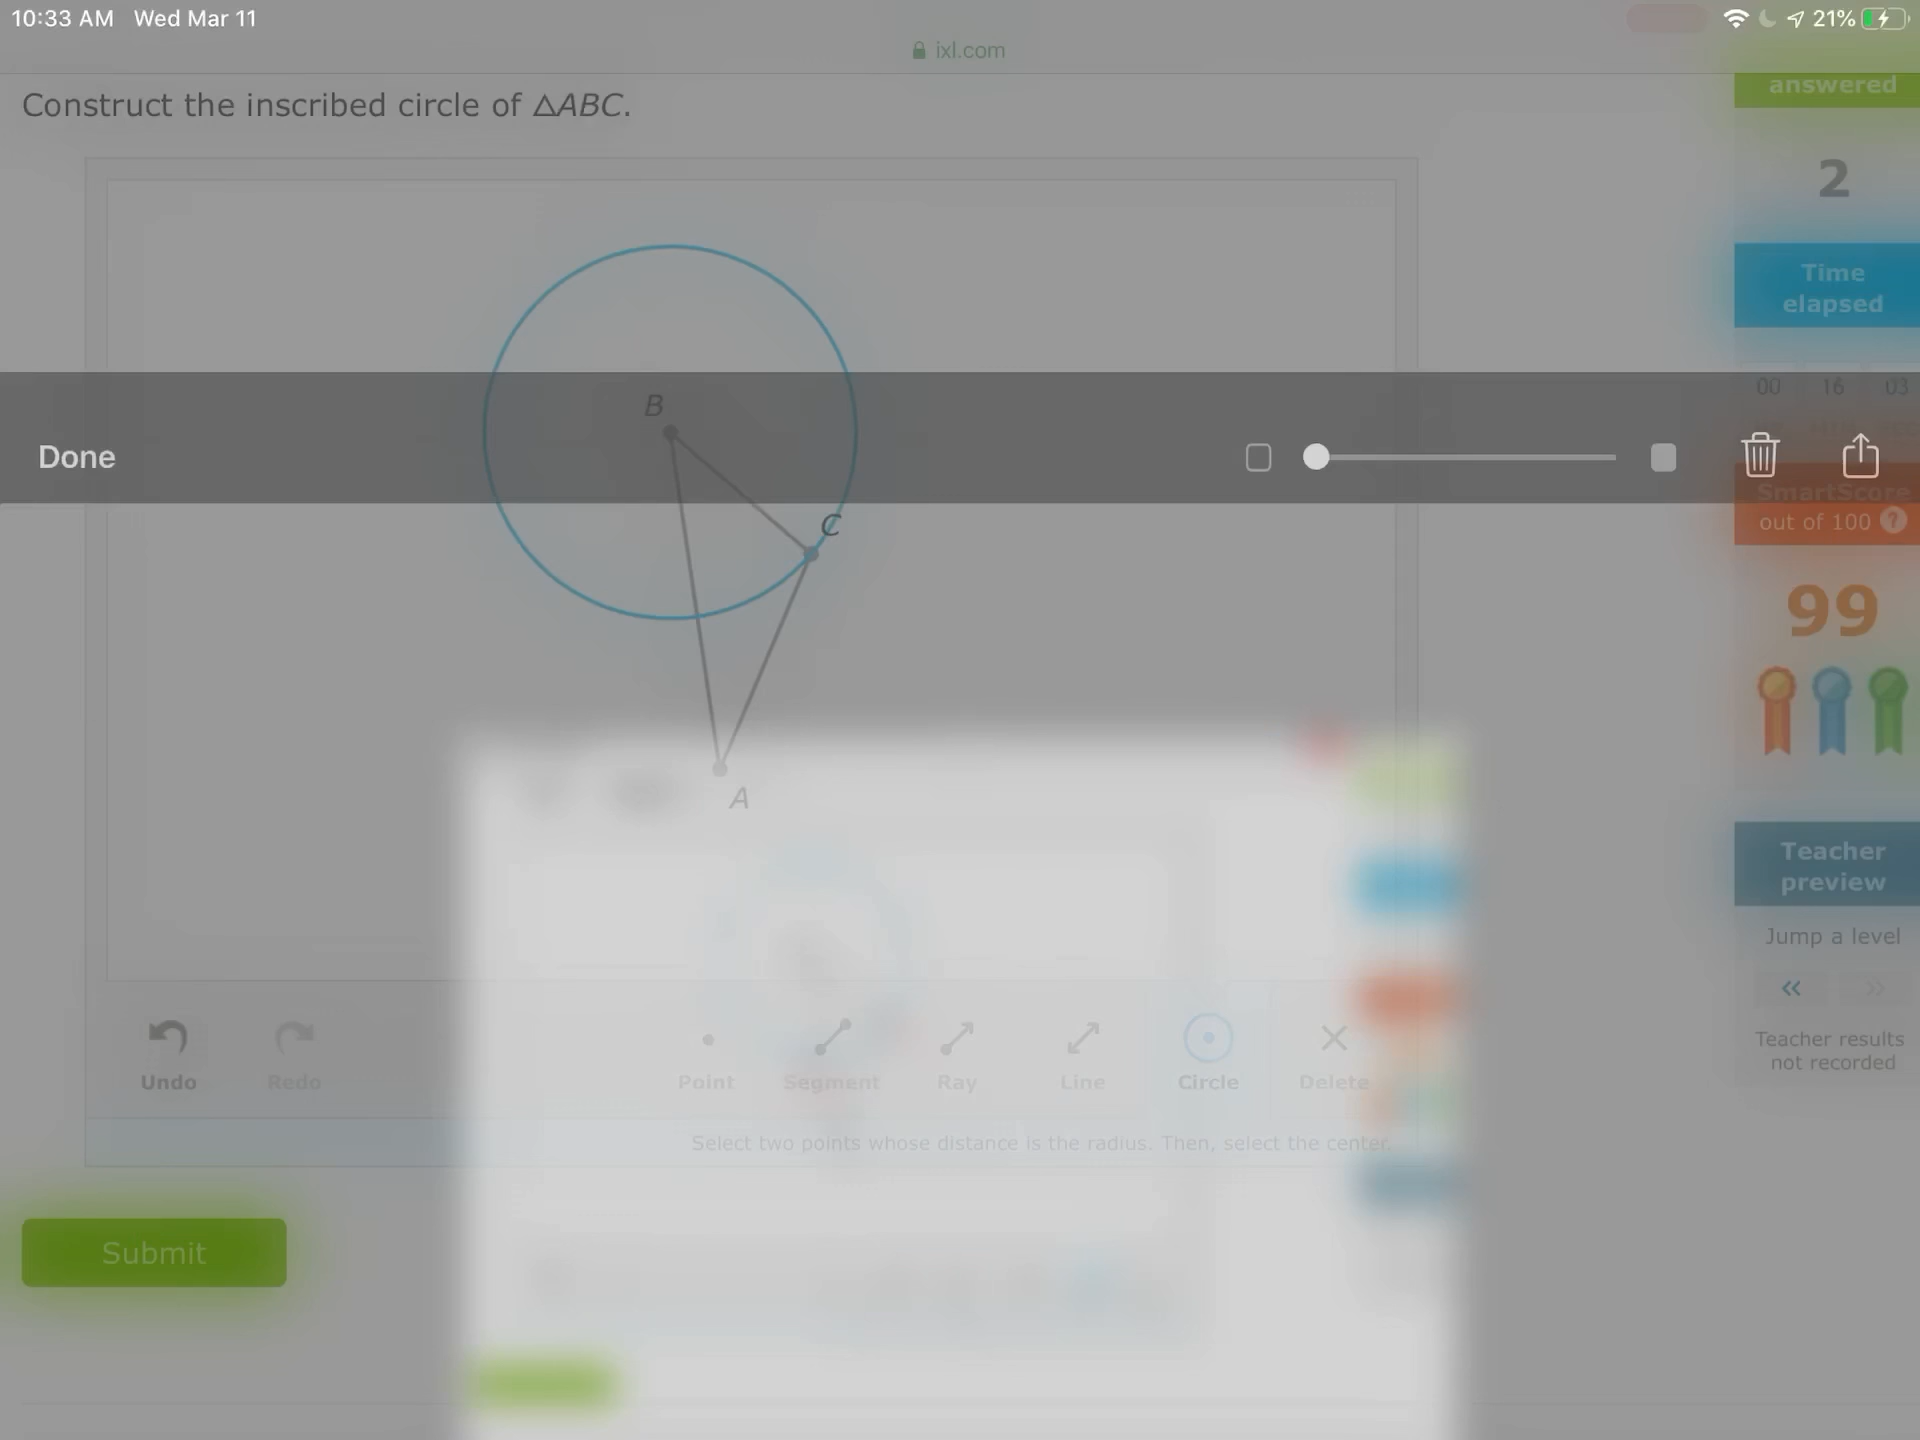 10:33 AM Wed Mar 11
21%
ixl.com
Construct the inscribed circle of △ABC.
answered
2
Time
elapsed
00 16 03
B
Done
C
SmartScore
out of 100 ?
99
A
Teacher
preview
Jump a level
Teacher results
not recorded
Undo Redo Point Segment Ray Line Circle Delete
Select two points whose distance is the radius. Then, select the center.
Submit